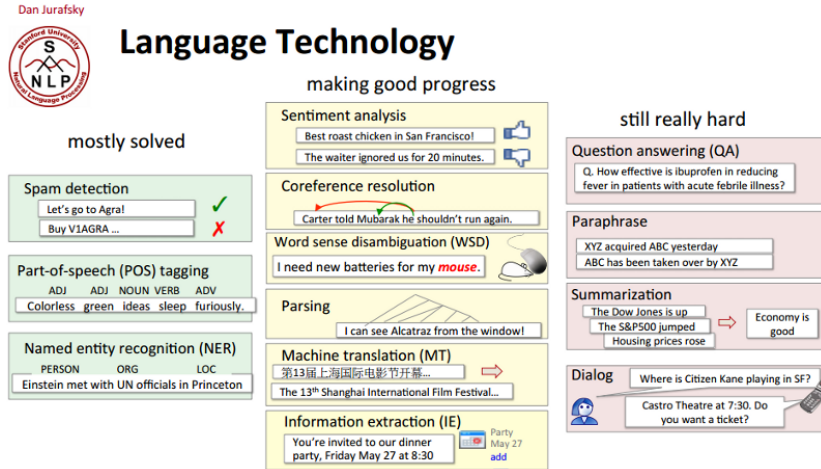 Dan Jurafsky
Stanford University
S
NLP
Natural Language Processing
Language Technology
mostly solved
Spam detection
Let's go to Agra!
✓
Buy V1AGRA …
✗
Part-of-speech (POS) tagging
ADJ ADJ NOUN VERB ADV
Colorless green ideas sleep furiously.
Named entity recognition (NER)
PERSON ORG LOC
Einstein met with UN officials in Princeton
making good progress
Sentiment analysis
Best roast chicken in San Francisco!
The waiter ignored us for 20 minutes.
Coreference resolution
Carter told Mubarak he shouldn't run again.
Word sense disambiguation (WSD)
I need new batteries for my mouse.
Parsing
I can see Alcatraz from the window!
Machine translation (MT)
第13届上海国际电影节开幕…
The 13th Shanghai International Film Festival…
Information extraction (IE)
You're invited to our dinner
party, Friday May 27 at 8:30
Party
May 27
add
still really hard
Question answering (QA)
Q. How effective is ibuprofen in reducing
fever in patients with acute febrile illness?
Paraphrase
XYZ acquired ABC yesterday
ABC has been taken over by XYZ
Summarization
The Dow Jones is up
The S&P500 jumped
Housing prices rose
Economy is
good
Dialog
Where is Citizen Kane playing in SF?
Castro Theatre at 7:30. Do
you want a ticket?